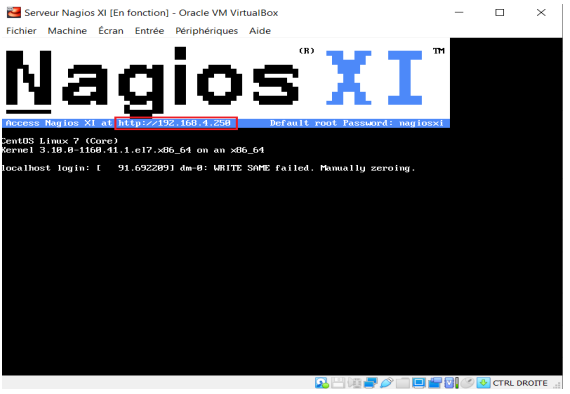 Serveur Nagios XI [En fonction] - Oracle VM VirtualBox
Fichier Machine Écran Entrée Périphériques Aide
Nagios (R) XI TM
Access Nagios XI at http://192.168.4.250 Default root Password: nagiosxi
CentOS Linux 7 (Core)
Kernel 3.10.0-1160.41.1.el7.x86_64 on an x86_64
localhost login: [ 91.692209] dm-0: WRITE SAME failed. Manually zeroing.
CTRL DROITE